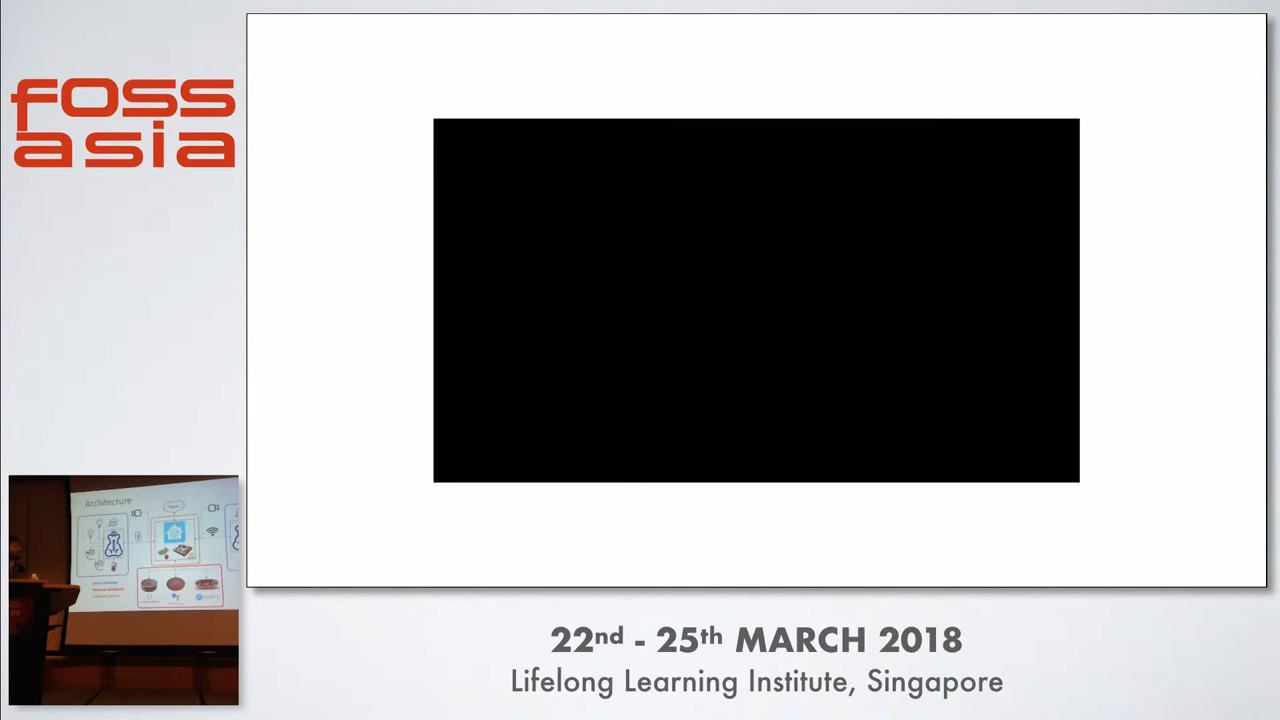 foss
asia
Architecture
22nd - 25th MARCH 2018
Lifelong Learning Institute, Singapore